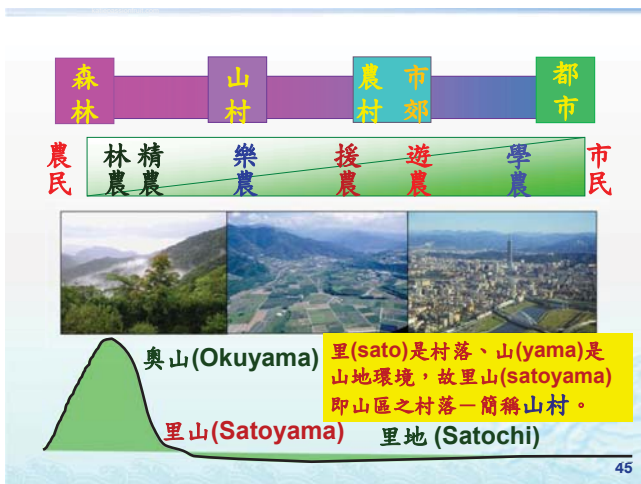 森林
山村
農村
市郊
都市
農民
林農
精農
樂農
援農
遊農
學農
市民
奧山(Okuyama)
里(sato)是村落、山(yama)是
山地環境，故里山(satoyama)
即山區之村落－簡稱山村。
里山(Satoyama)
里地 (Satochi)
45